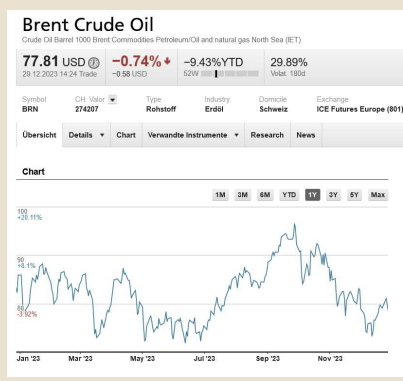 Brent Crude Oil
Crude Oil Barrel 1000 Brent Commodities Petroleum/Oil and natural gas North Sea (IET)
77.81 USD −0.74% −9.43%YTD 29.89%
29.12.2023 14:24 Trade −0.58 USD 52W Volat. 180d
Symbol CH. Valor Type Industry Domicile Exchange
BRN 274207 Rohstoff Erdöl Schweiz ICE Futures Europe (801)
Übersicht Details Chart Verwandte Instrumente Research News
Chart
1M 3M 6M YTD 1Y 3Y 5Y Max
100
+20.11%
90
+8.1%
80
-3.92%
Jan '23 Mar '23 May '23 Jul '23 Sep '23 Nov '23